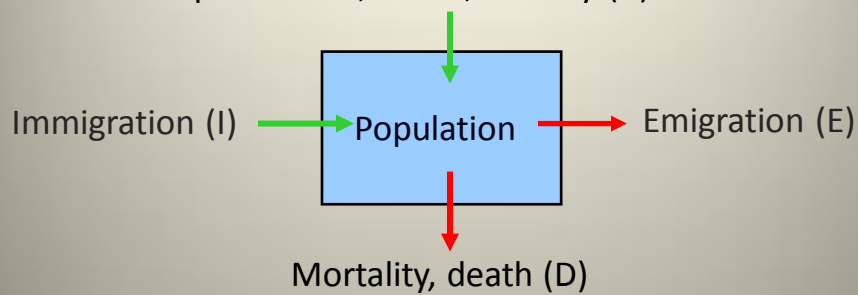 Immigration (I)
Population
Emigration (E)
Mortality, death (D)